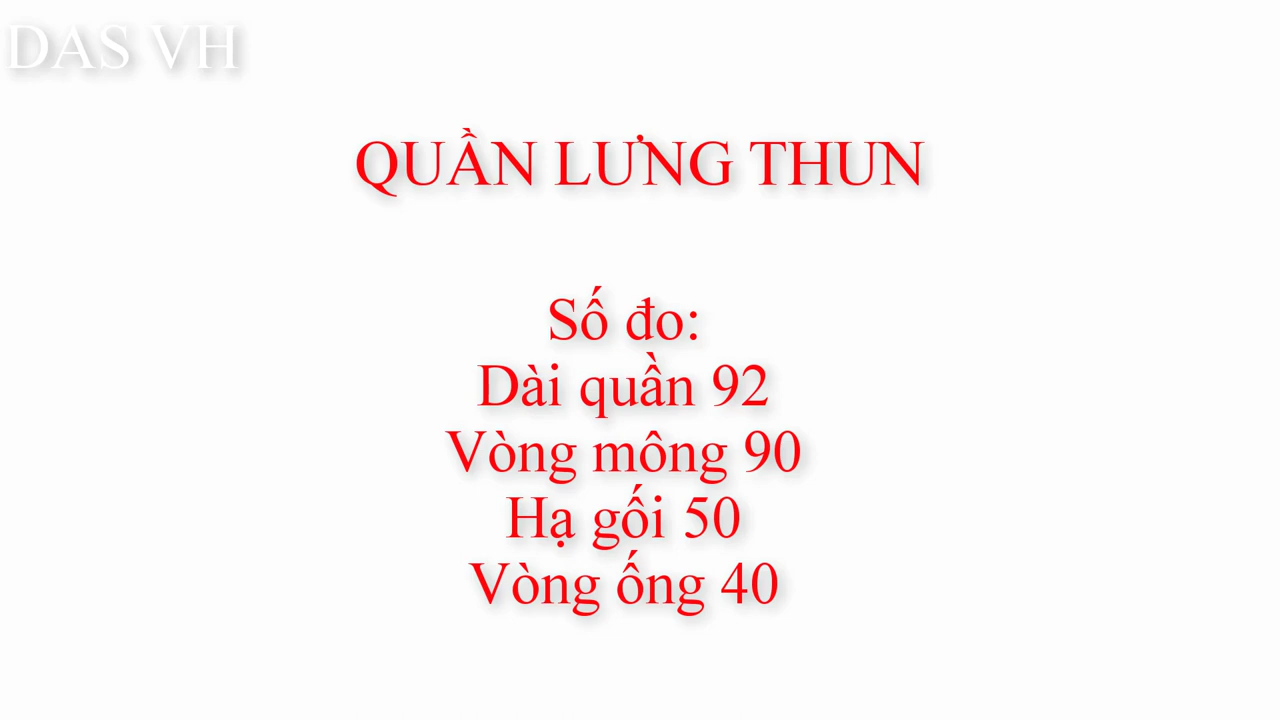 DAS VH
QUẦN LƯNG THUN
Số đo:
Dài quần 92
Vòng mông 90
Hạ gối 50
Vòng ống 40